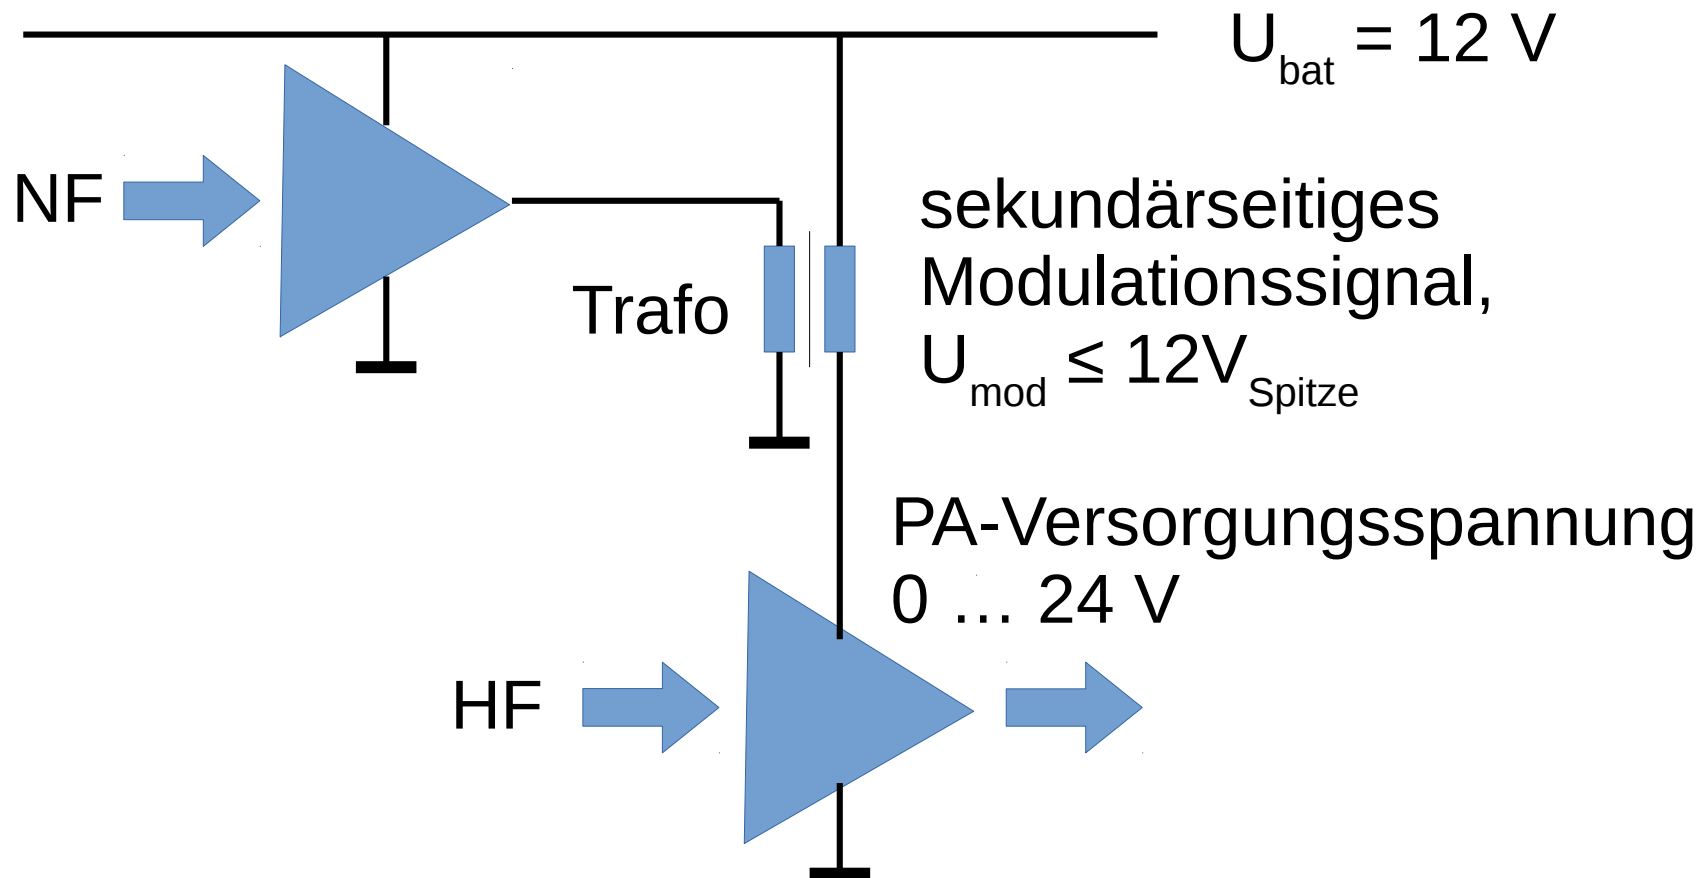 U_bat = 12 V
NF
sekundärseitiges
Modulationssignal,
U_mod ≤ 12V_Spitze
Trafo
PA-Versorgungsspannung
0 … 24 V
HF